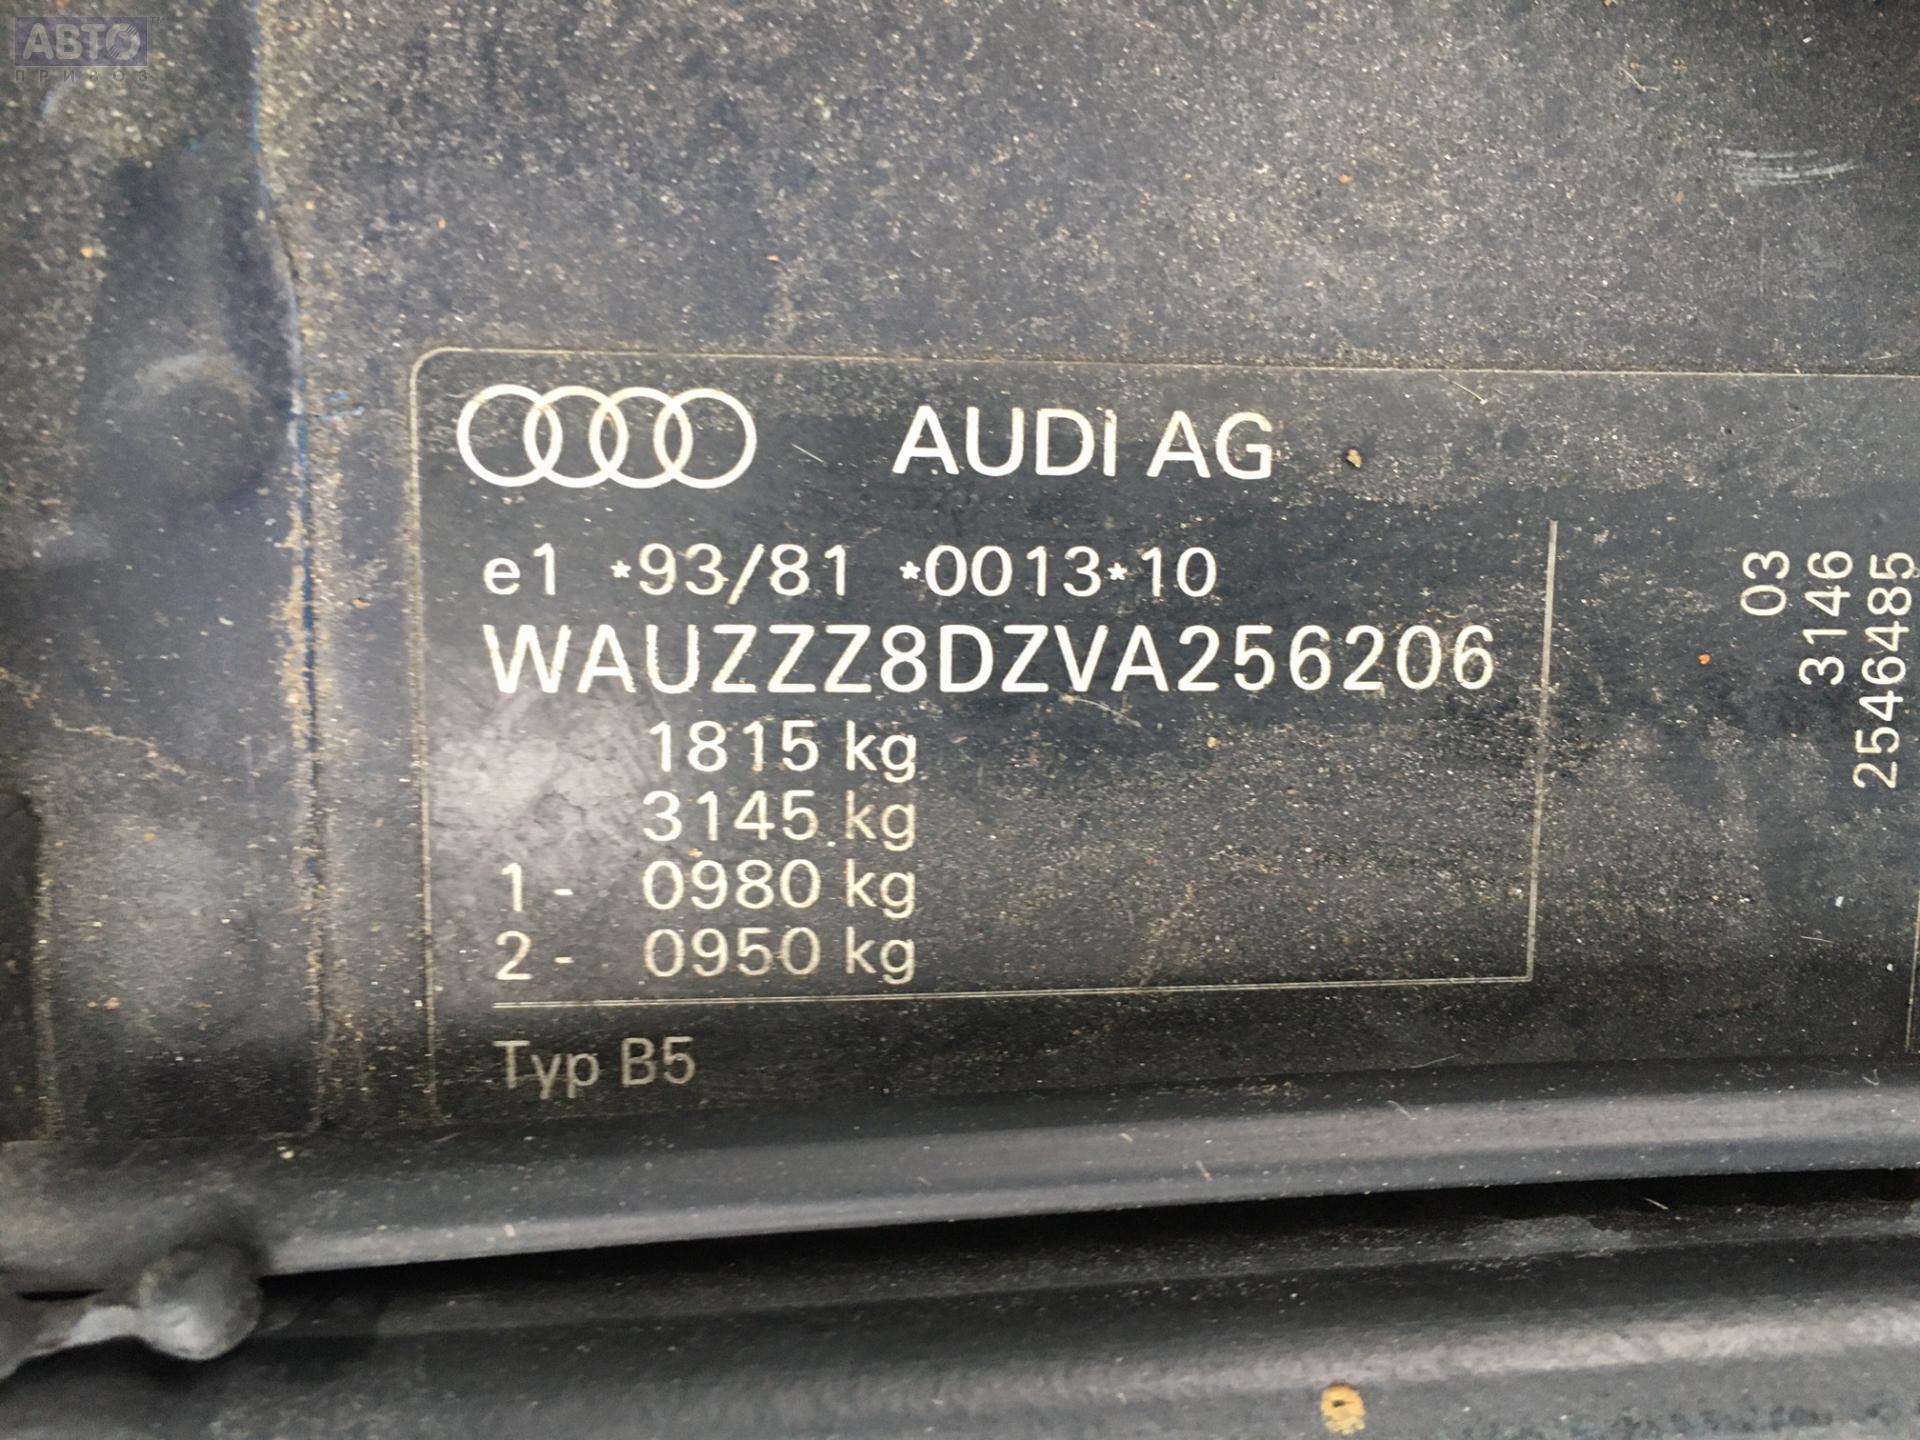 АВТО
ПРИВОЗ
AUDI AG
e1 *93/81 *0013*10
WAUZZZ8DZVA256206
1815 kg
3145 kg
1- 0980 kg
2- 0950 kg
Typ B5
03
3146
2546485